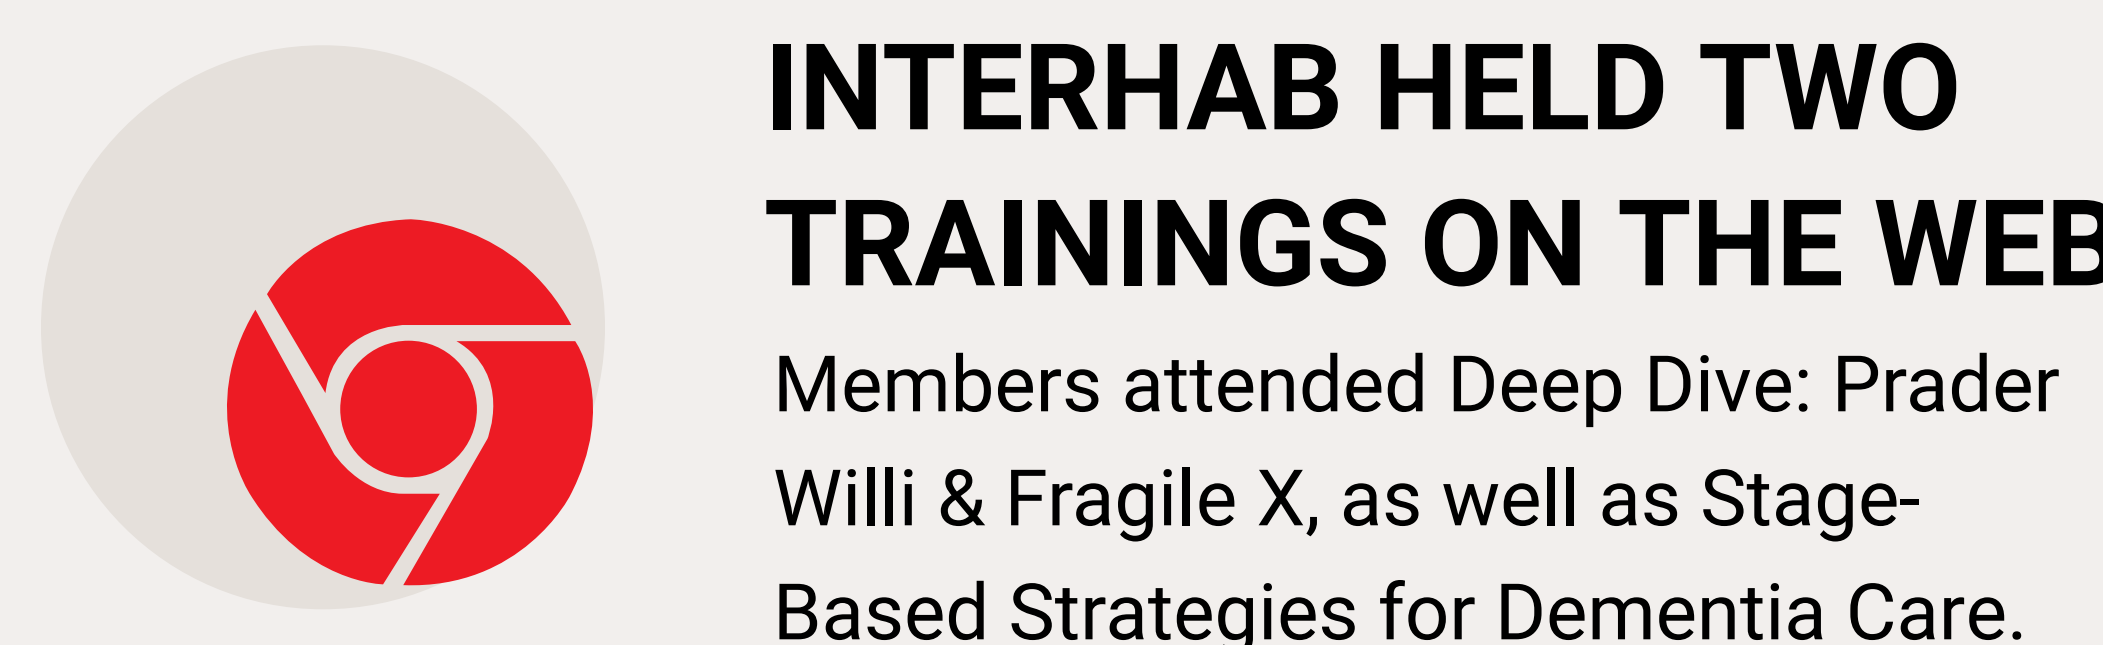 INTERHAB HELD TWO
TRAININGS ON THE WEB
Members attended Deep Dive: Prader
Willi & Fragile X, as well as Stage-
Based Strategies for Dementia Care.